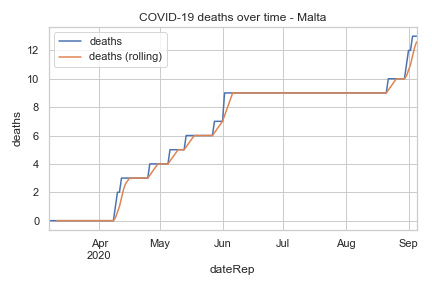 COVID-19 deaths over time - Malta
deaths
deaths (rolling)
12
10
8
6
4
2
0
deaths
Apr May Jun Jul Aug Sep
2020
dateRep